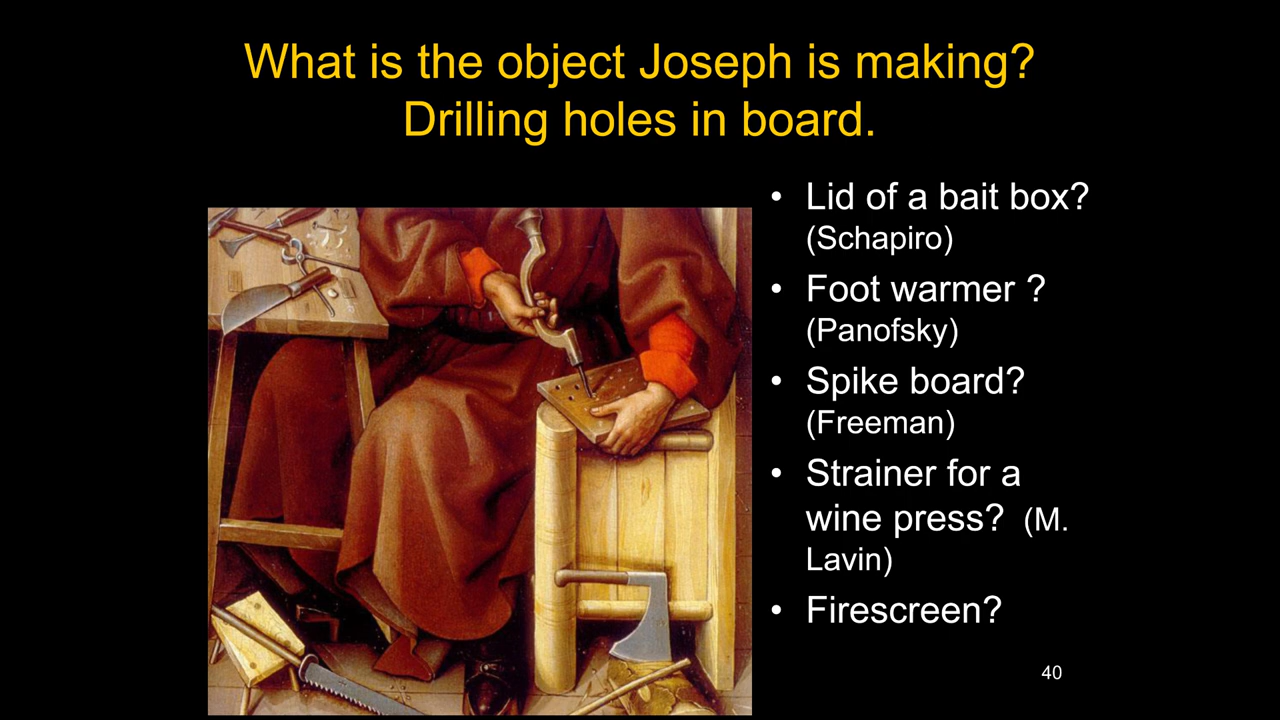 What is the object Joseph is making?
Drilling holes in board.
• Lid of a bait box?
(Schapiro)
• Foot warmer ?
(Panofsky)
• Spike board?
(Freeman)
• Strainer for a
wine press? (M.
Lavin)
• Firescreen?
40